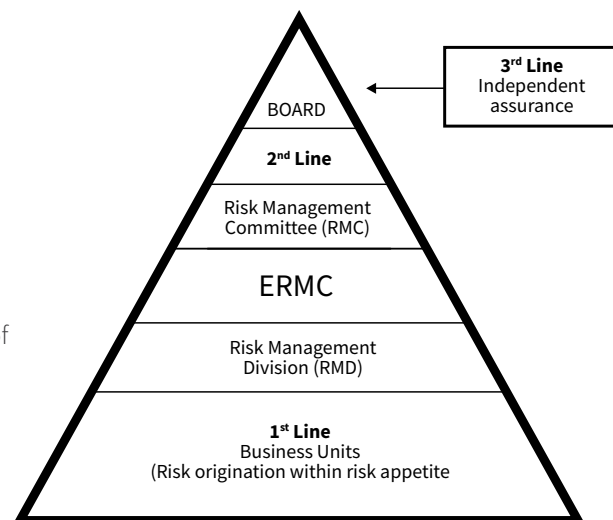 3rd Line
Independent
assurance
BOARD
2nd Line
Risk Management
Committee (RMC)
ERMC
of
Risk Management
Division (RMD)
1st Line
Business Units
(Risk origination within risk appetite